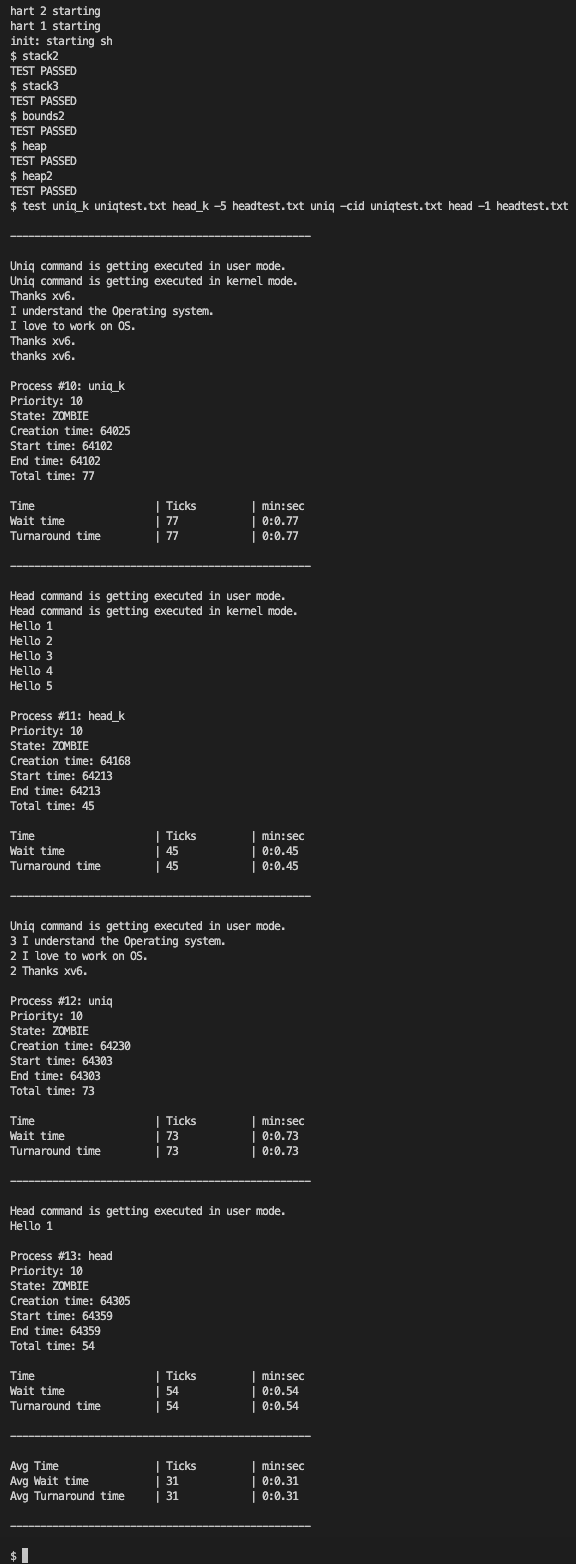 hart 2 starting
hart 1 starting
init: starting sh
$ stack2
TEST PASSED
$ stack3
TEST PASSED
$ bounds2
TEST PASSED
$ heap
TEST PASSED
$ heap2
TEST PASSED
$ test uniq_k uniqtest.txt head_k -5 headtest.txt uniq -cid uniqtest.txt head -1 headtest.txt
--------------------------------------------------
Uniq command is getting executed in user mode.
Uniq command is getting executed in kernel mode.
Thanks xv6.
I understand the Operating system.
I love to work on OS.
Thanks xv6.
thanks xv6.
Process #10: uniq_k
Priority: 10
State: ZOMBIE
Creation time: 64025
Start time: 64102
End time: 64102
Total time: 77
Time | Ticks | min:sec
Wait time | 77 | 0:0.77
Turnaround time | 77 | 0:0.77
--------------------------------------------------
Head command is getting executed in user mode.
Head command is getting executed in kernel mode.
Hello 1
Hello 2
Hello 3
Hello 4
Hello 5
Process #11: head_k
Priority: 10
State: ZOMBIE
Creation time: 64168
Start time: 64213
End time: 64213
Total time: 45
Time | Ticks | min:sec
Wait time | 45 | 0:0.45
Turnaround time | 45 | 0:0.45
--------------------------------------------------
Uniq command is getting executed in user mode.
3 I understand the Operating system.
2 I love to work on OS.
2 Thanks xv6.
Process #12: uniq
Priority: 10
State: ZOMBIE
Creation time: 64230
Start time: 64303
End time: 64303
Total time: 73
Time | Ticks | min:sec
Wait time | 73 | 0:0.73
Turnaround time | 73 | 0:0.73
--------------------------------------------------
Head command is getting executed in user mode.
Hello 1
Process #13: head
Priority: 10
State: ZOMBIE
Creation time: 64305
Start time: 64359
End time: 64359
Total time: 54
Time | Ticks | min:sec
Wait time | 54 | 0:0.54
Turnaround time | 54 | 0:0.54
--------------------------------------------------
Avg Time | Ticks | min:sec
Avg Wait time | 31 | 0:0.31
Avg Turnaround time | 31 | 0:0.31
--------------------------------------------------
$